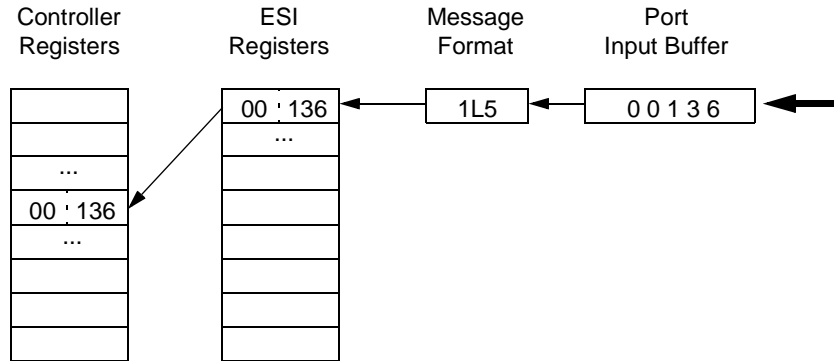 Controller
Registers
ESI
Registers
Message
Format
Port
Input Buffer
00 136
1L5
0 0 1 3 6
...
...
00 136
...